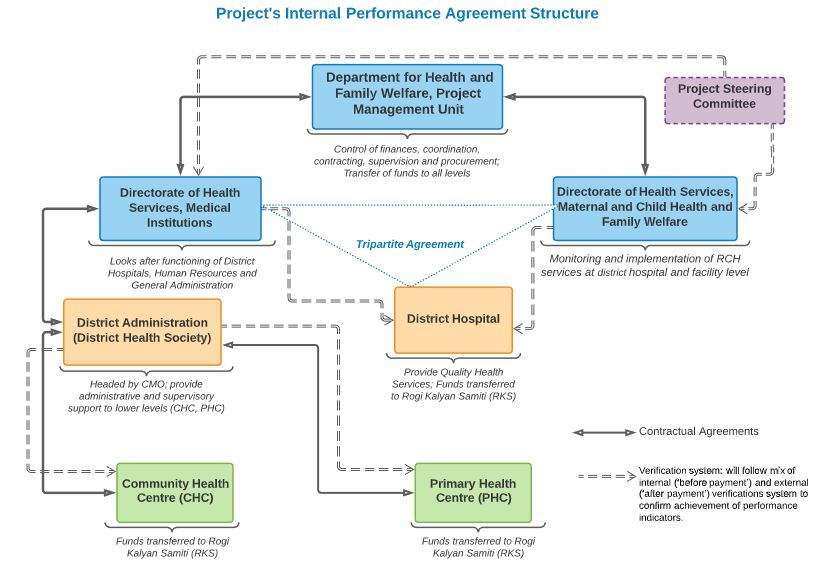 Project's Internal Performance Agreement Structure
Department for Health and
Family Welfare, Project
Management Unit
Project Steering
Committee
Control of finances, coordination,
contracting, supervision and procurement;
Transfer of funds to all levels
Directorate of Health
Services, Medical
Institutions
Directorate of Health Services,
Maternal and Child Health and
Family Welfare
Tripartite Agreement
Looks after functioning of District
Hospitals, Human Resources and
General Administration
Monitoring and implementation of RCH
services at district hospital and facility level
District Administration
(District Health Society)
District Hospital
Headed by CMO; provide
administrative and supervisory
support to lower levels (CHC, PHC)
Provide Quality Health
Services; Funds transferred
to Rogi Kalyan Samiti (RKS)
Contractual Agreements
Community Health
Centre (CHC)
Primary Health
Centre (PHC)
Verification system: will follow mix of
internal ('before payment') and external
('after payment') verifications system to
confirm achievement of performance
indicators.
Funds transferred to Rogi
Kalyan Samiti (RKS)
Funds transferred to Rogi
Kalyan Samiti (RKS)